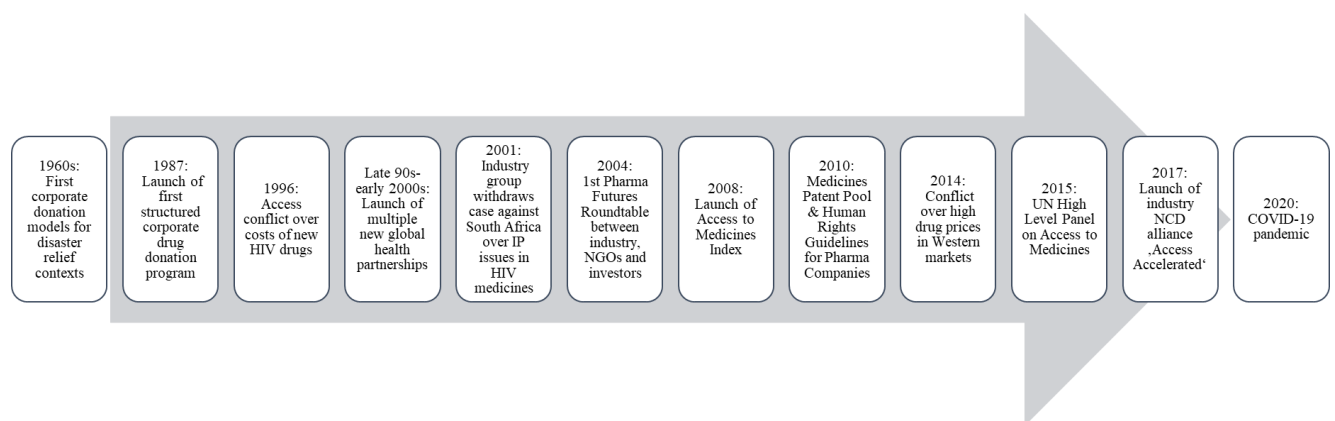 1960s:
First
corporate
donation
models for
disaster
relief
contexts
1987:
Launch of
first
structured
corporate
drug
donation
program
1996:
Access
conflict over
costs of new
HIV drugs
Late 90s-
early 2000s:
Launch of
multiple
new global
health
partnerships
2001:
Industry
group
withdraws
case against
South Africa
over IP
issues in
HIV
medicines
2004:
1st Pharma
Futures
Roundtable
between
industry,
NGOs and
investors
2008:
Launch of
Access to
Medicines
Index
2010:
Medicines
Patent Pool
& Human
Rights
Guidelines
for Pharma
Companies
2014:
Conflict
over high
drug prices
in Western
markets
2015:
UN High
Level Panel
on Access to
Medicines
2017:
Launch of
industry
NCD
alliance
‚Access
Accelerated‘
2020:
COVID-19
pandemic